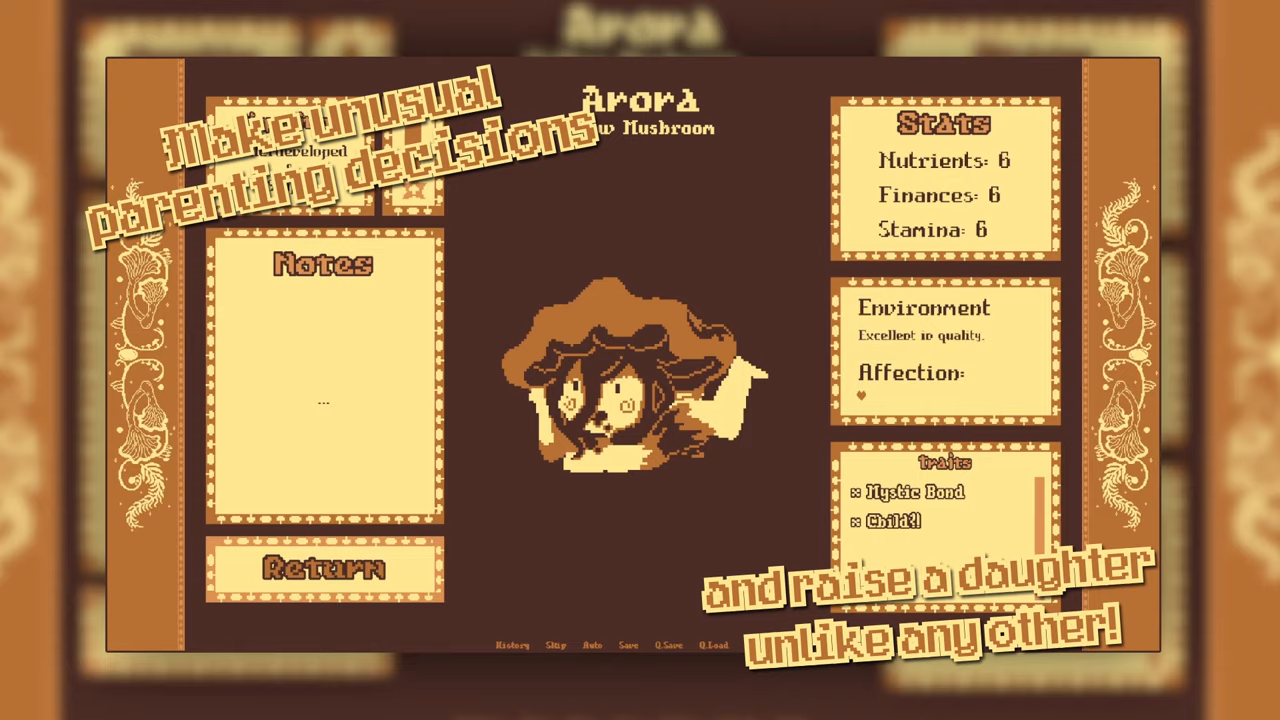 Arora
Mushroom
Make unusual
parenting decisions
Notes
...
Return
Stats
Nutrients: 6
Finances: 6
Stamina: 6
Environment
Excellent in quality.
Affection:
Traits
× Mystic Bond
× Child?!
and raise a daughter
unlike any other!
History Skip Auto Save Q.Save Q.Load